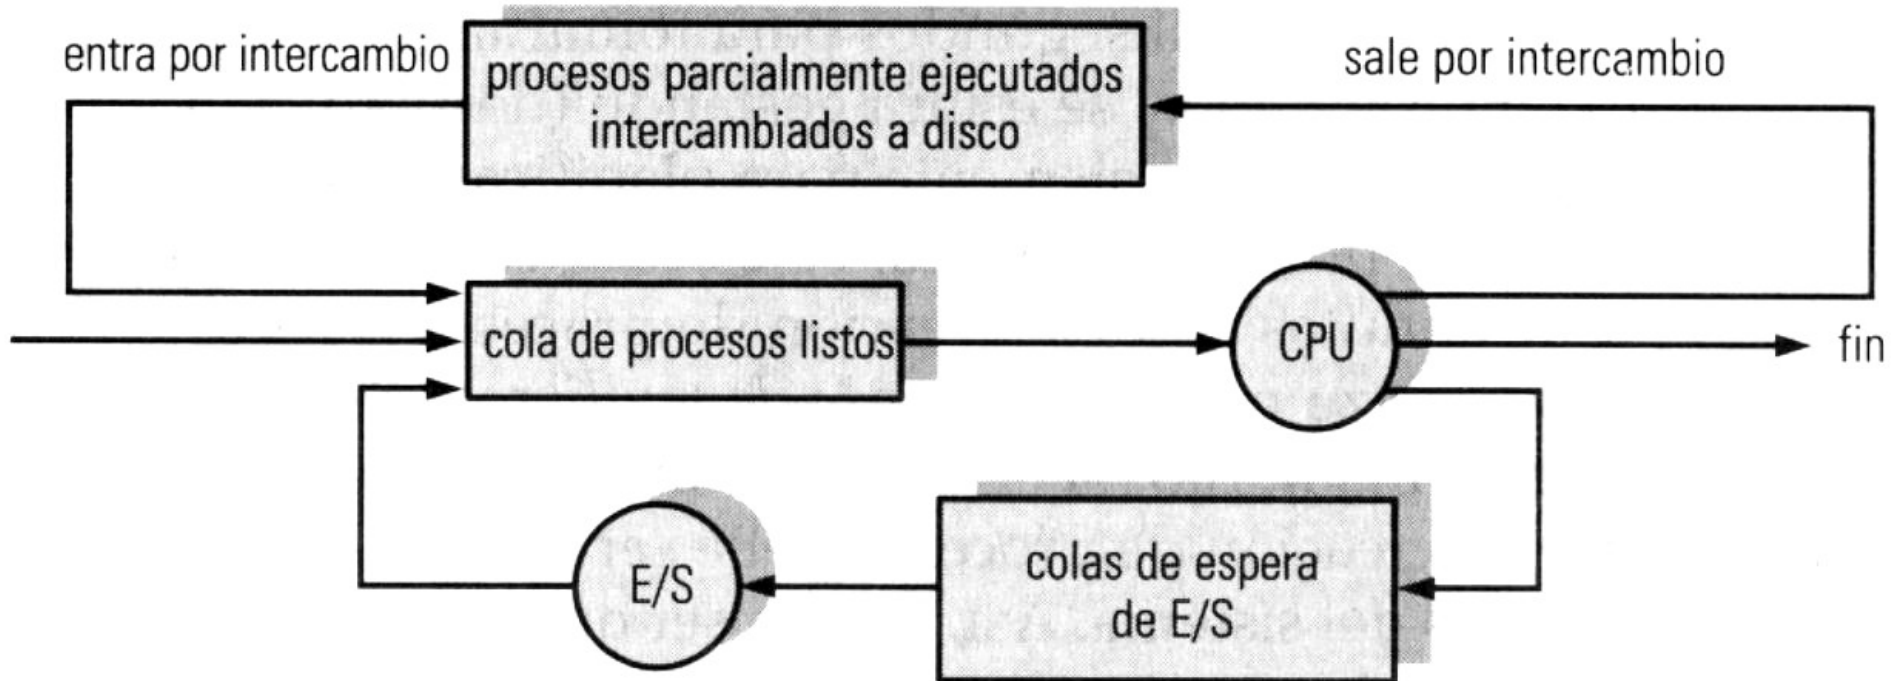 entra por intercambio
procesos parcialmente ejecutados
intercambiados a disco
sale por intercambio
cola de procesos listos
CPU
fin
E/S
colas de espera
de E/S